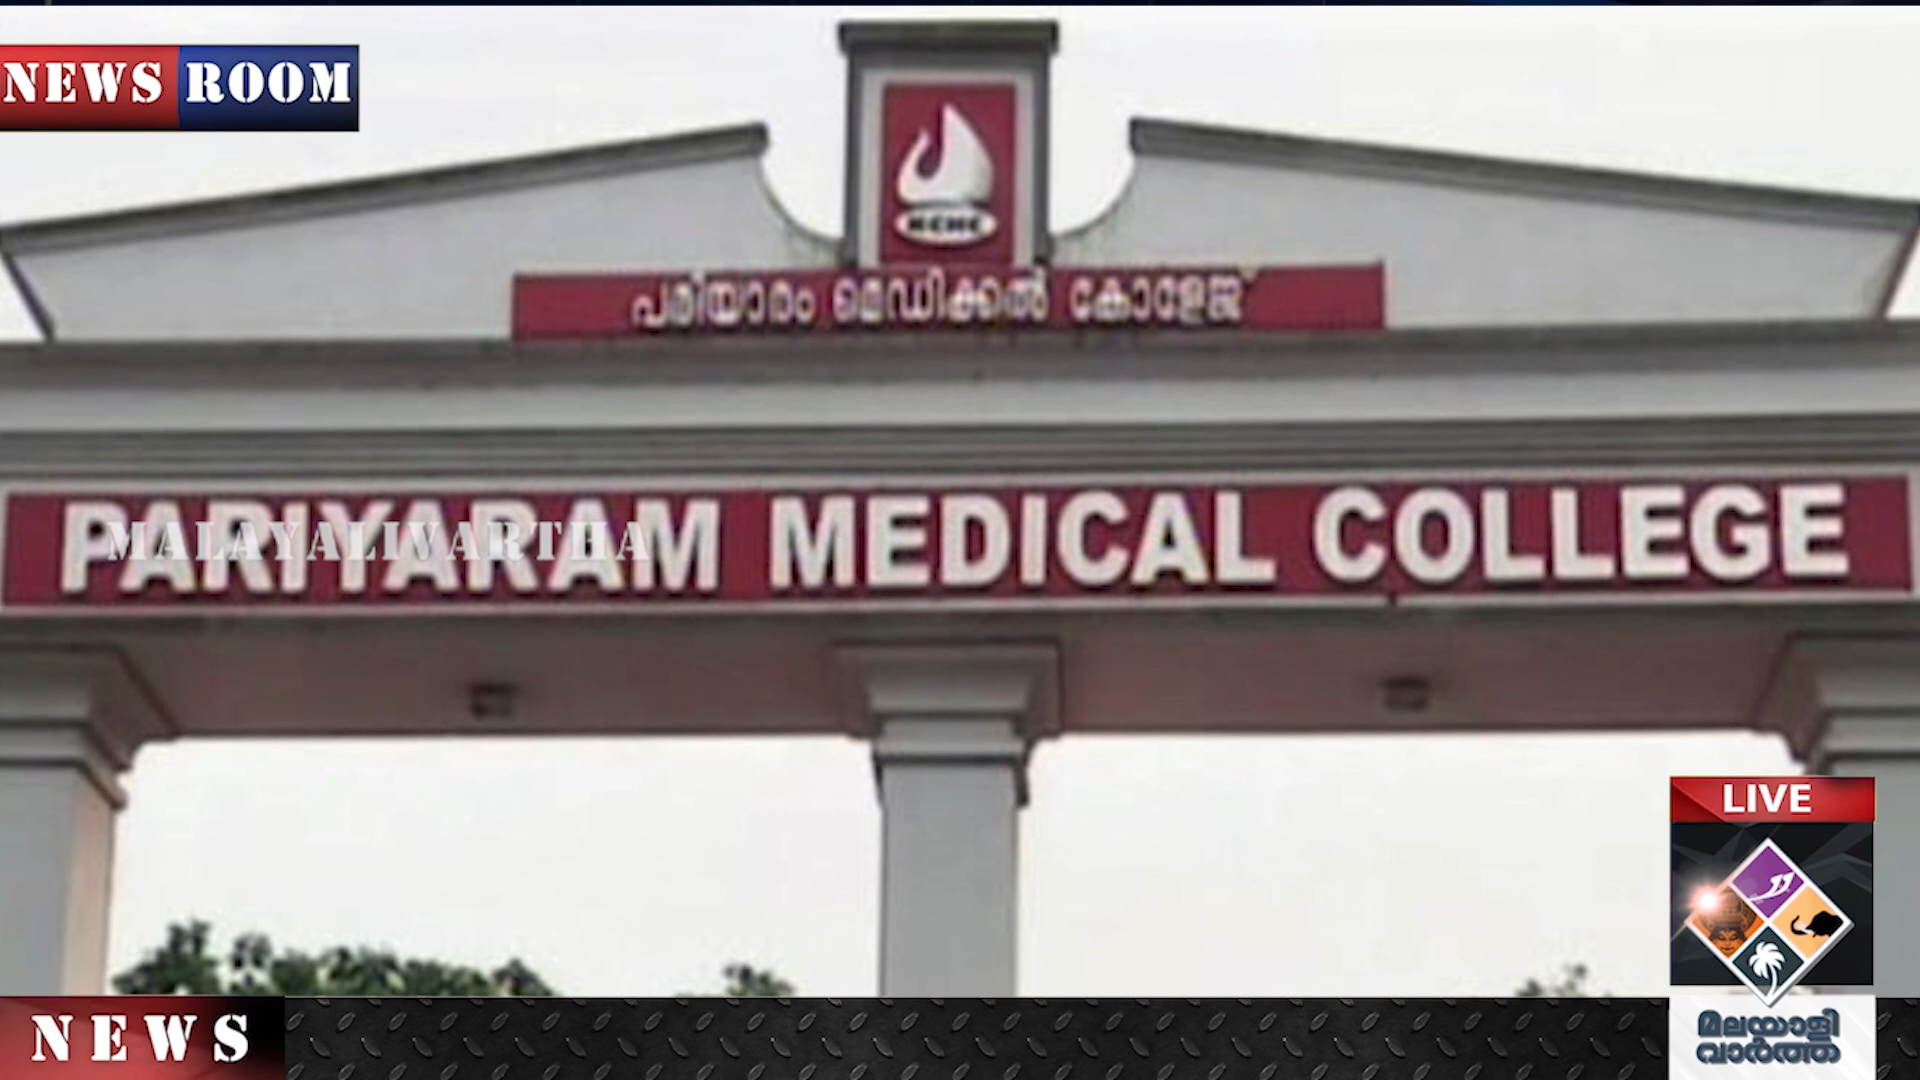 NEWS ROOM
പരിയാരം മെഡിക്കൽ കോളേജ്
PARIYARAM MEDICAL COLLEGE
MALAYALIVARTHA
LIVE
NEWS
മലയാളി
വാർത്ത